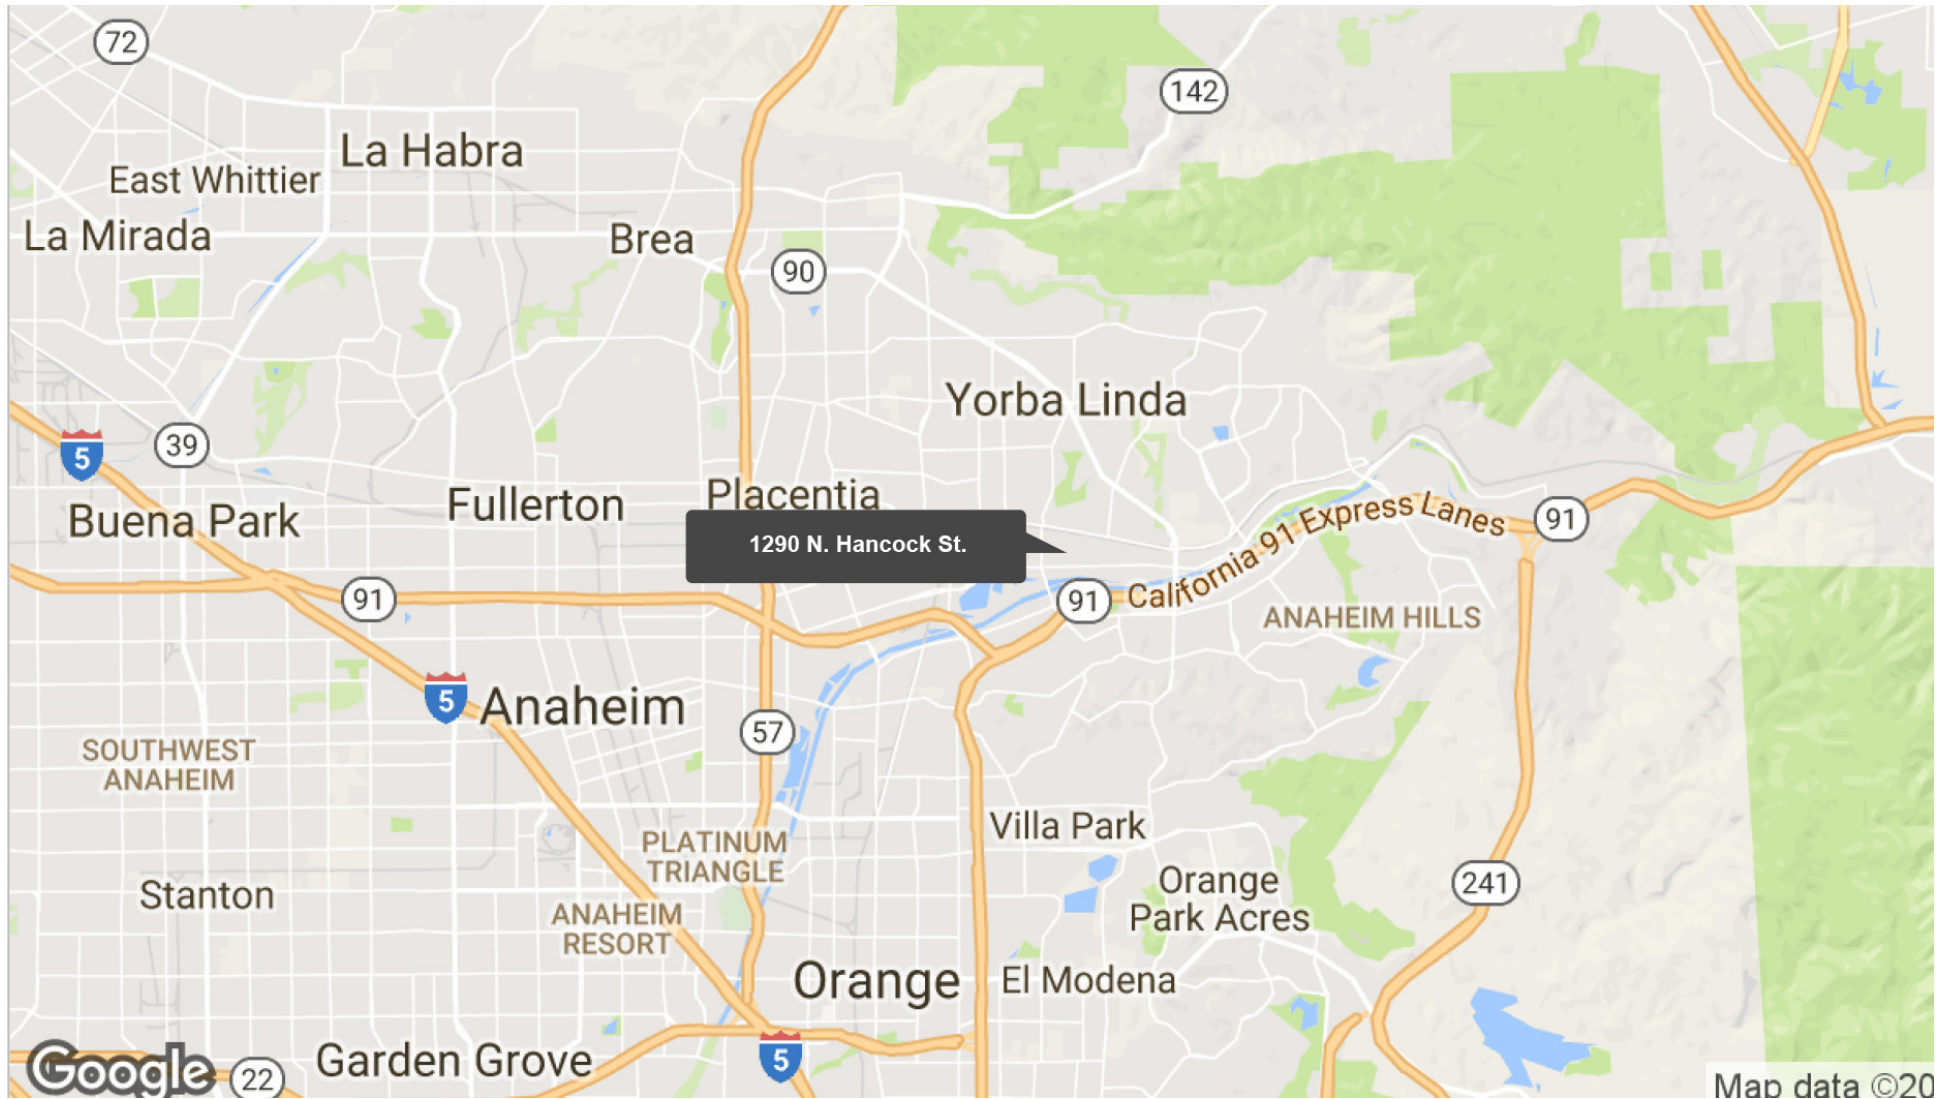 72
142
La Habra
East Whittier
La Mirada
Brea
90
Yorba Linda
39
5
Placentia
Fullerton
Buena Park
California 91 Express Lanes
91
1290 N. Hancock St.
91
91
ANAHEIM HILLS
5
Anaheim
57
SOUTHWEST
ANAHEIM
Villa Park
PLATINUM
TRIANGLE
241
Orange
Park Acres
Stanton
ANAHEIM
RESORT
Orange
El Modena
5
Garden Grove
Google
22
Map data ©20